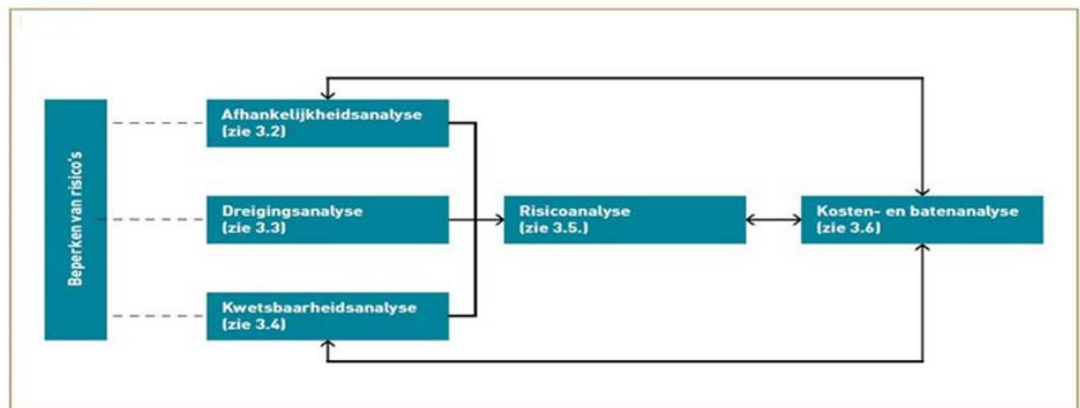 Beperken van risico's
Afhankelijkheidsanalyse
(zie 3.2)
Dreigingsanalyse
(zie 3.3)
Kwetsbaarheidsanalyse
(zie 3.4)
Risicoanalyse
(zie 3.5.)
Kosten- en batenanalyse
(zie 3.6)